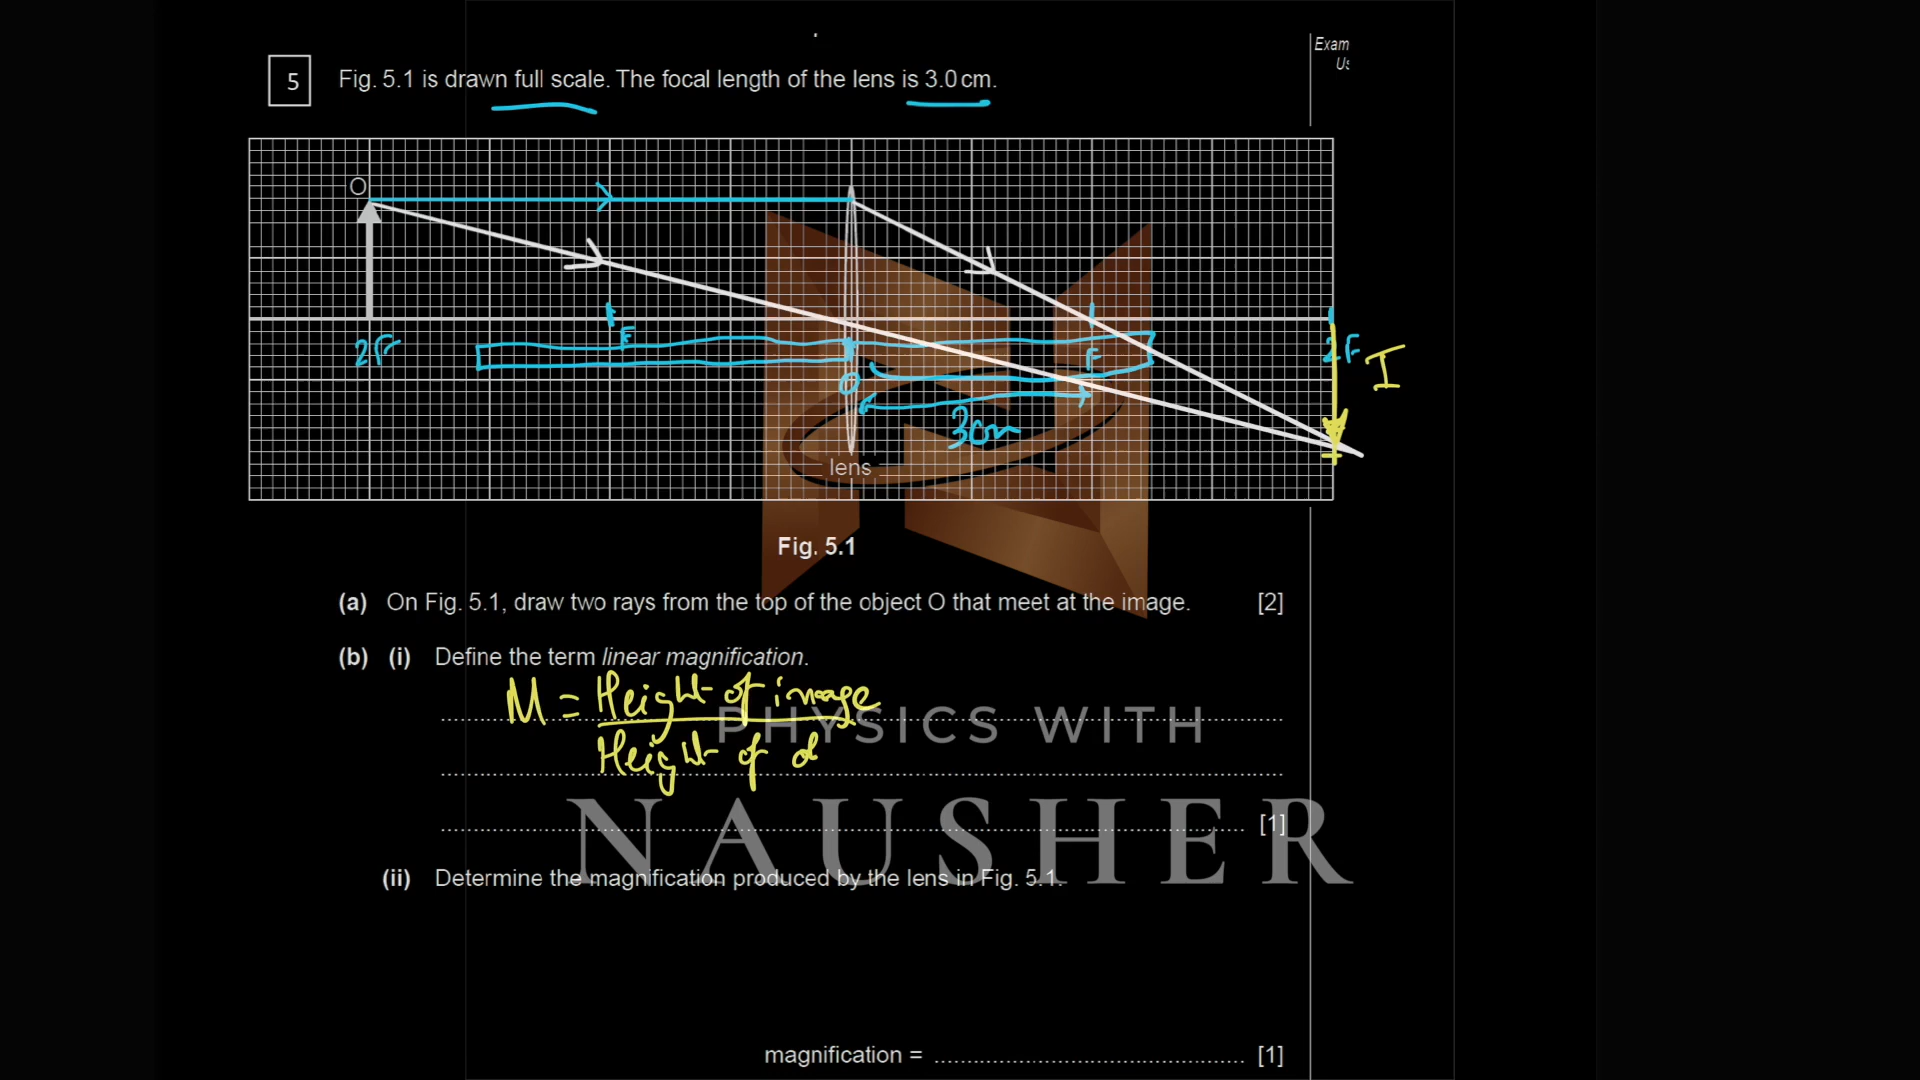 Exam
5 Fig. 5.1 is drawn full scale. The focal length of the lens is 3.0 cm.
O
F
2F
F
2F
I
O
3cm
lens
Fig. 5.1
(a) On Fig. 5.1, draw two rays from the top of the object O that meet at the image. [2]
(b) (i) Define the term linear magnification.
M = Height of image
Height of
PHYSICS WITH
NAUSHER
[1]
(ii) Determine the magnification produced by the lens in Fig. 5.1.
magnification = .................................................. [1]